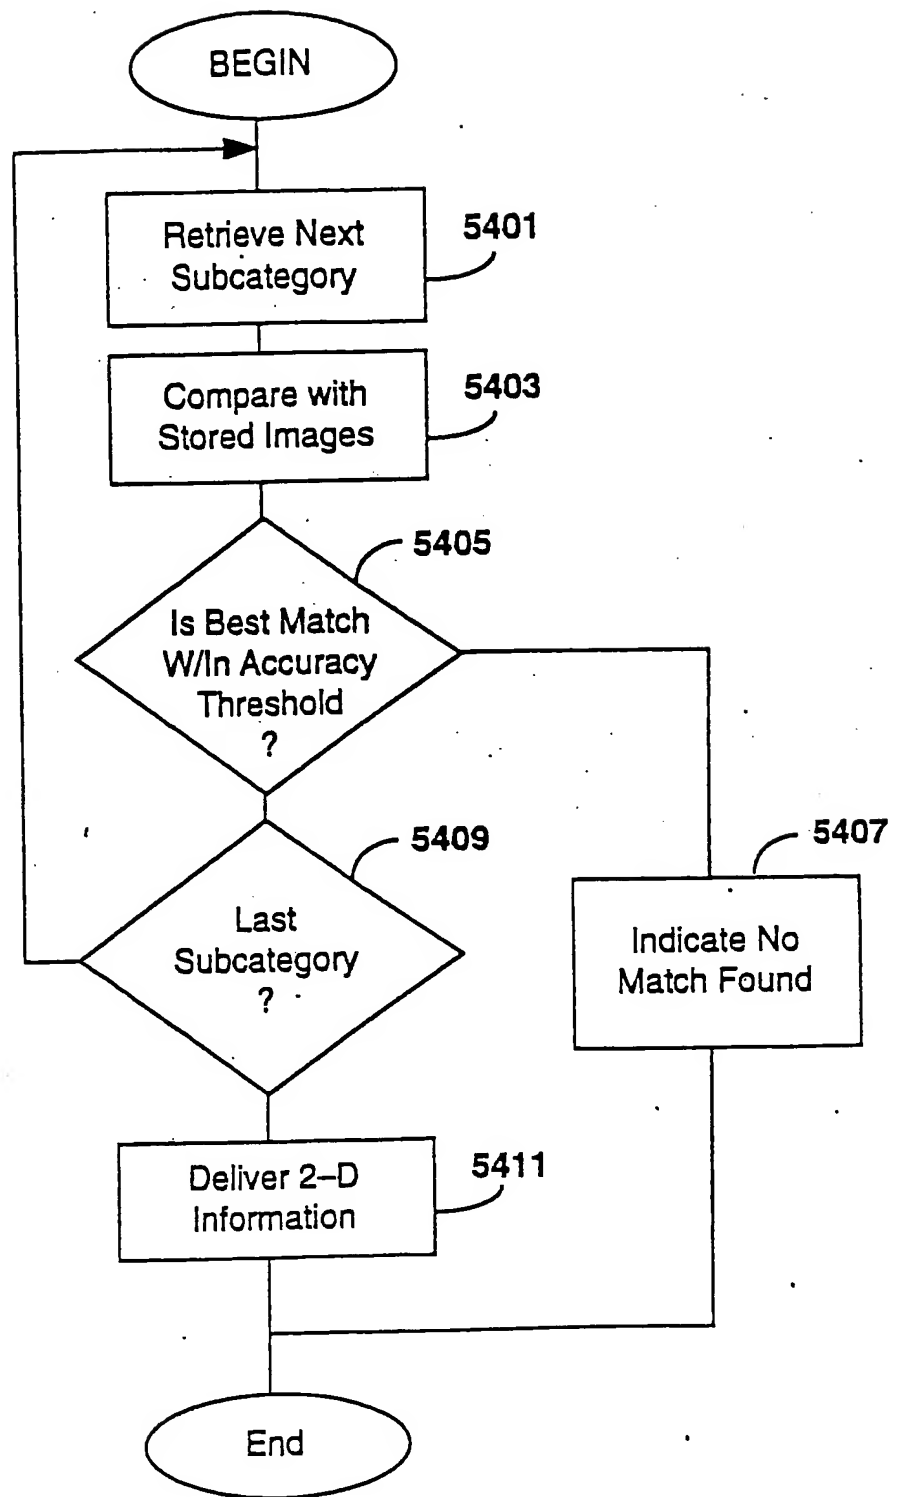 BEGIN
Retrieve Next
Subcategory
5401
Compare with
Stored Images
5403
5405
Is Best Match
W/In Accuracy
Threshold
?
5409
5407
Last
Subcategory
?
Indicate No
Match Found
Deliver 2–D
Information
5411
End